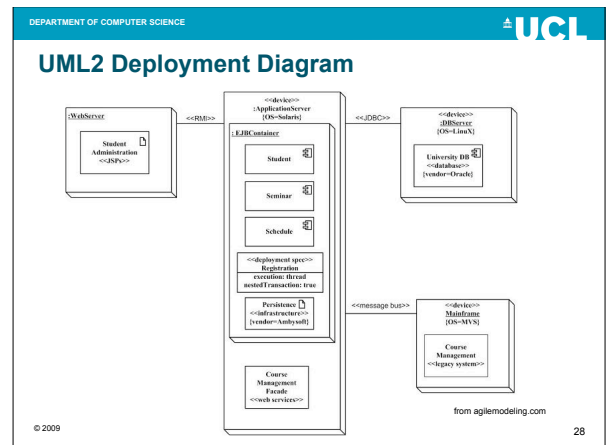 DEPARTMENT OF COMPUTER SCIENCE
UCL
UML2 Deployment Diagram
:WebServer
Student
Administration
<<JSPs>>
<<RMI>>
<<device>>
:ApplicationServer
{OS=Solaris}
: EJBContainer
Student
Seminar
Schedule
<<deployment spec>>
Registration
execution: thread
nestedTransaction: true
Persistence
<<infrastructure>>
{vendor=Ambysoft}
Course
Management
Facade
<<web services>>
<<JDBC>>
<<device>>
:DBServer
{OS=LinuX}
University DB
<<database>>
{vendor=Oracle}
<<message bus>>
<<device>>
Mainframe
{OS=MVS}
Course
Management
<<legacy system>>
from agilemodeling.com
© 2009
28